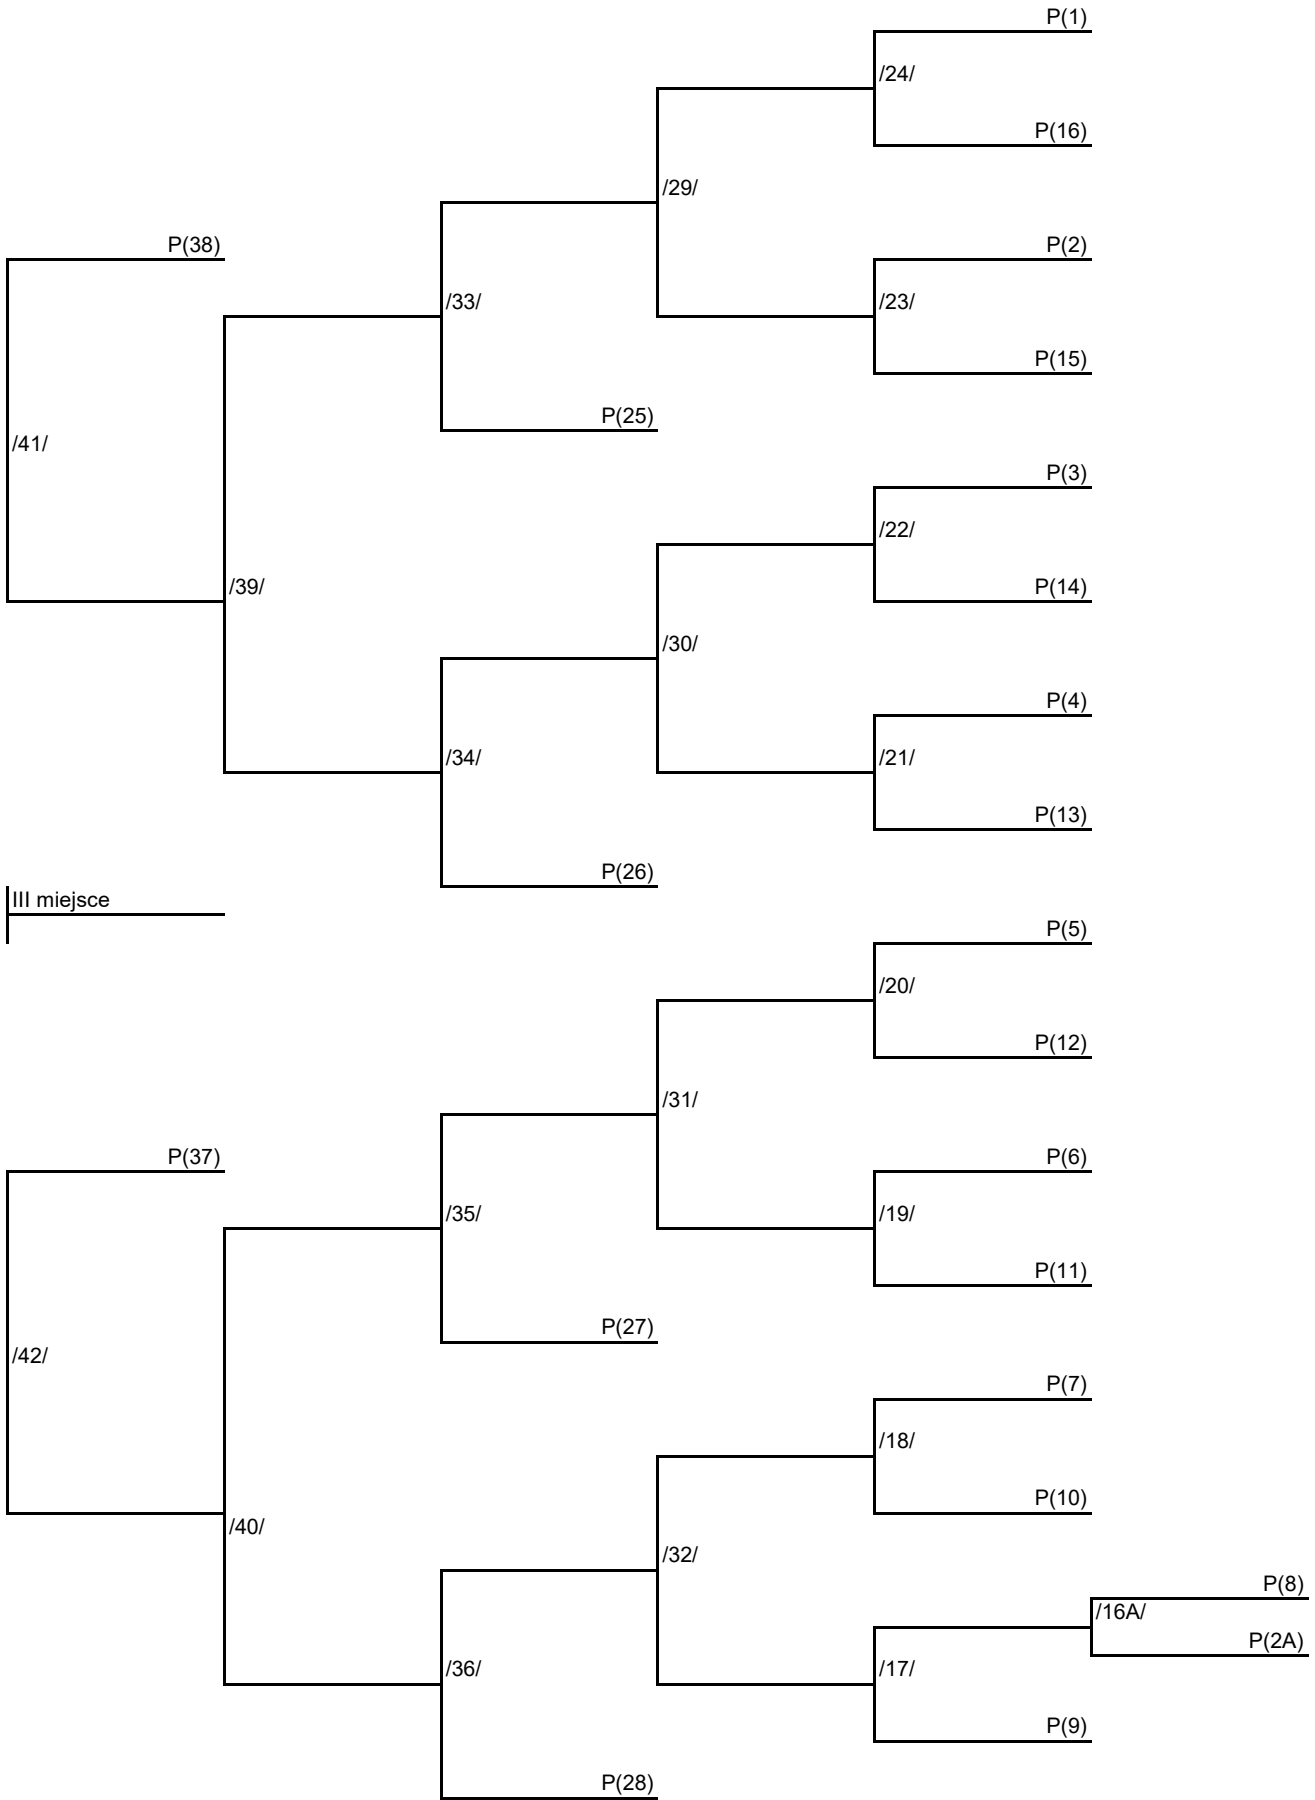 P(1)
/24/
P(16)
/29/
P(38)
P(2)
/33/
/23/
P(15)
P(25)
/41/
P(3)
/22/
/39/
P(14)
/30/
P(4)
/34/
/21/
P(13)
P(26)
III miejsce
P(5)
/20/
P(12)
/31/
P(37)
P(6)
/35/
/19/
P(11)
P(27)
/42/
P(7)
/18/
P(10)
/40/
/32/
P(8)
/16A/
P(2A)
/36/
/17/
P(9)
P(28)